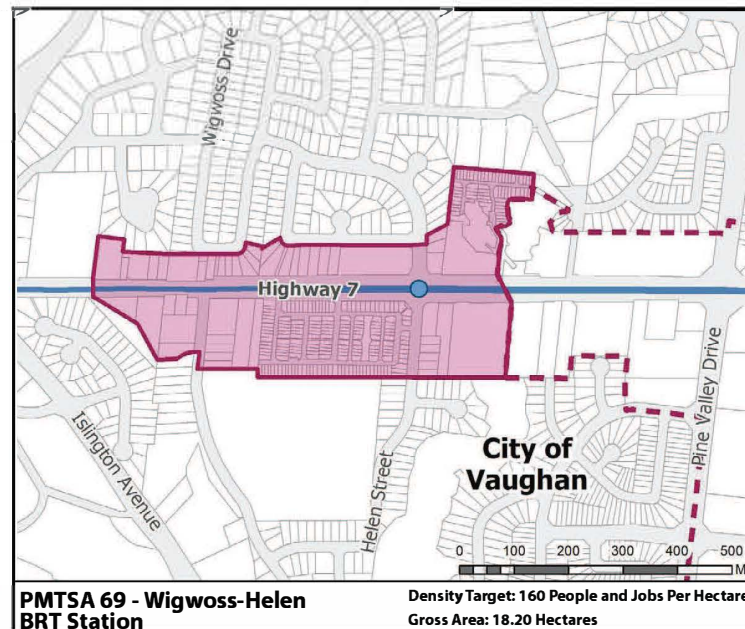 Wigwoss Drive
Highway 7
Pine Valley Drive
Islington Avenue
Helen Street
City of
Vaughan
0 100 200 300 400 500
M
PMTSA 69 - Wigwoss-Helen
BRT Station
Density Target: 160 People and Jobs Per Hectare
Gross Area: 18.20 Hectares